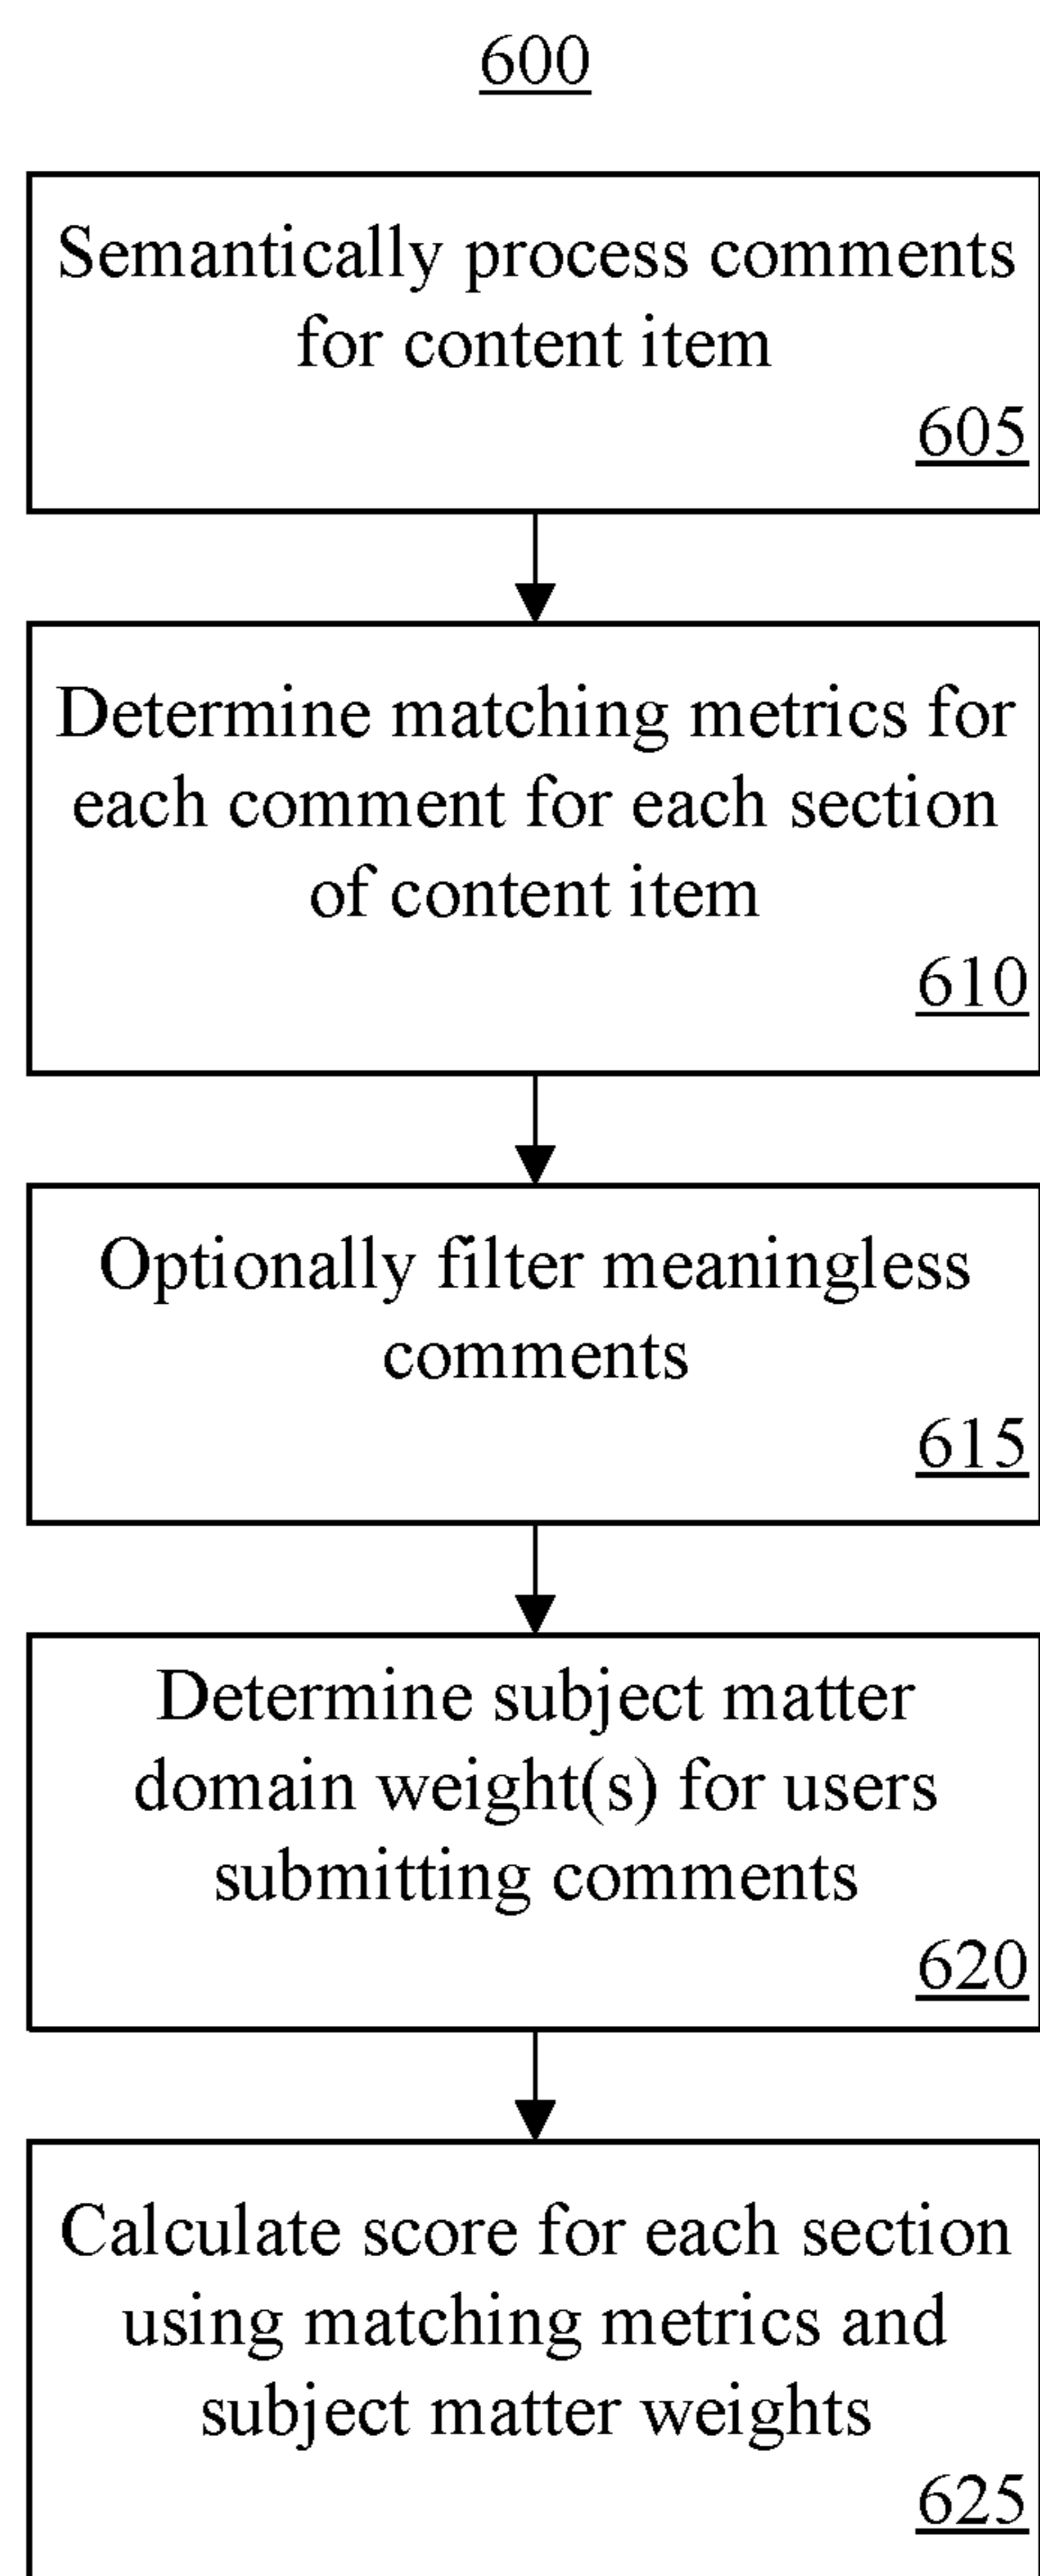 600
Semantically process comments
for content item
605
Determine matching metrics for
each comment for each section
of content item
610
Optionally filter meaningless
comments
615
Determine subject matter
domain weight(s) for users
submitting comments
620
Calculate score for each section
using matching metrics and
subject matter weights
625